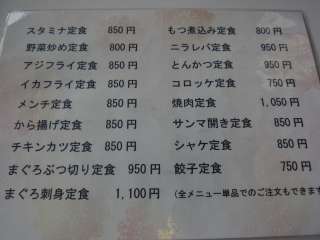 スタミナ定食 850円
野菜炒め定食 800円
アジフライ定食 850円
イカフライ定食 850円
メンチ定食 850円
から揚げ定食 850円
チキンカツ定食 850円
まぐろぶつ切り定食 950円
まぐろ刺身定食 1,100円
もつ煮込み定食 800円
ニラレバ定食 950円
とんかつ定食 950円
コロッケ定食 750円
焼肉定食 1,050円
サンマ開き定食 850円
シャケ定食 850円
餃子定食 750円
(全メニュー単品でのご注文もできます